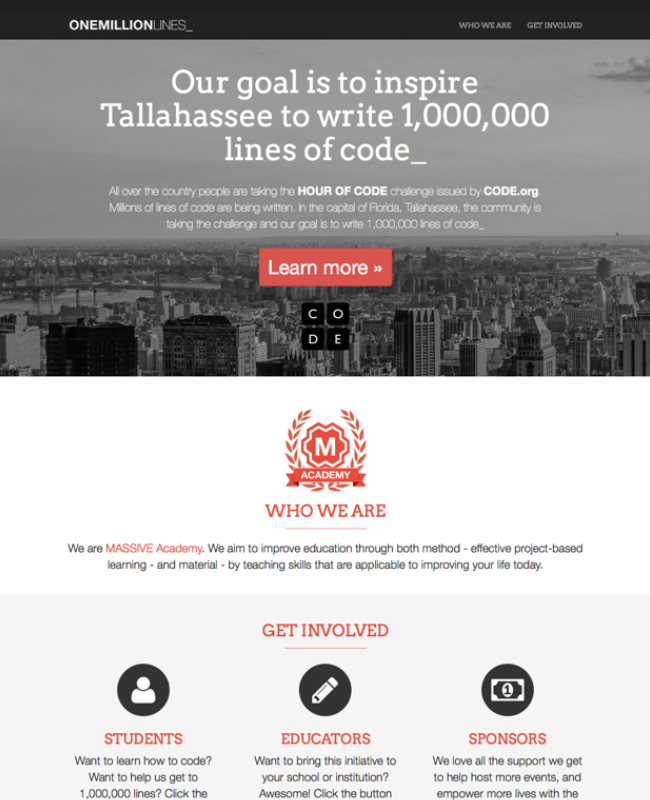 ONEMILLIONLINES_
WHO WE ARE GET INVOLVED
Our goal is to inspire
Tallahassee to write 1,000,000
lines of code_
All over the country people are taking the HOUR OF CODE challenge issued by CODE.org.
Millions of lines of code are being written. In the capital of Florida, Tallahassee, the community is
taking the challenge and our goal is to write 1,000,000 lines of code_
Learn more »
C O
D E
M
ACADEMY
WHO WE ARE
We are MASSIVE Academy. We aim to improve education through both method - effective project-based
learning - and material - by teaching skills that are applicable to improving your life today.
GET INVOLVED
1
STUDENTS
Want to learn how to code?
Want to help us get to
1,000,000 lines? Click the
EDUCATORS
Want to bring this initiative to
your school or institution?
Awesome! Click the button
SPONSORS
We love all the support we get
to help host more events, and
empower more lives with the